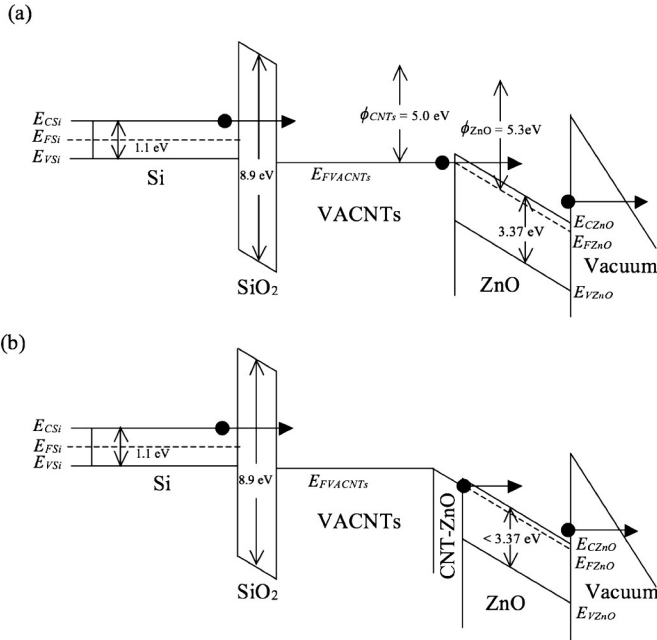 (a)
E_CSi
E_FSi
E_VSi
1.1 eV
Si
8.9 eV
SiO2
E_FVACNTs
VACNTs
ϕ_CNTs = 5.0 eV
ϕ_ZnO = 5.3eV
3.37 eV
ZnO
E_CZnO
E_FZnO
Vacuum
E_VZnO
(b)
E_CSi
E_FSi
E_VSi
1.1 eV
Si
8.9 eV
SiO2
E_FVACNTs
VACNTs
CNT-ZnO
< 3.37 eV
ZnO
E_CZnO
E_FZnO
Vacuum
E_VZnO